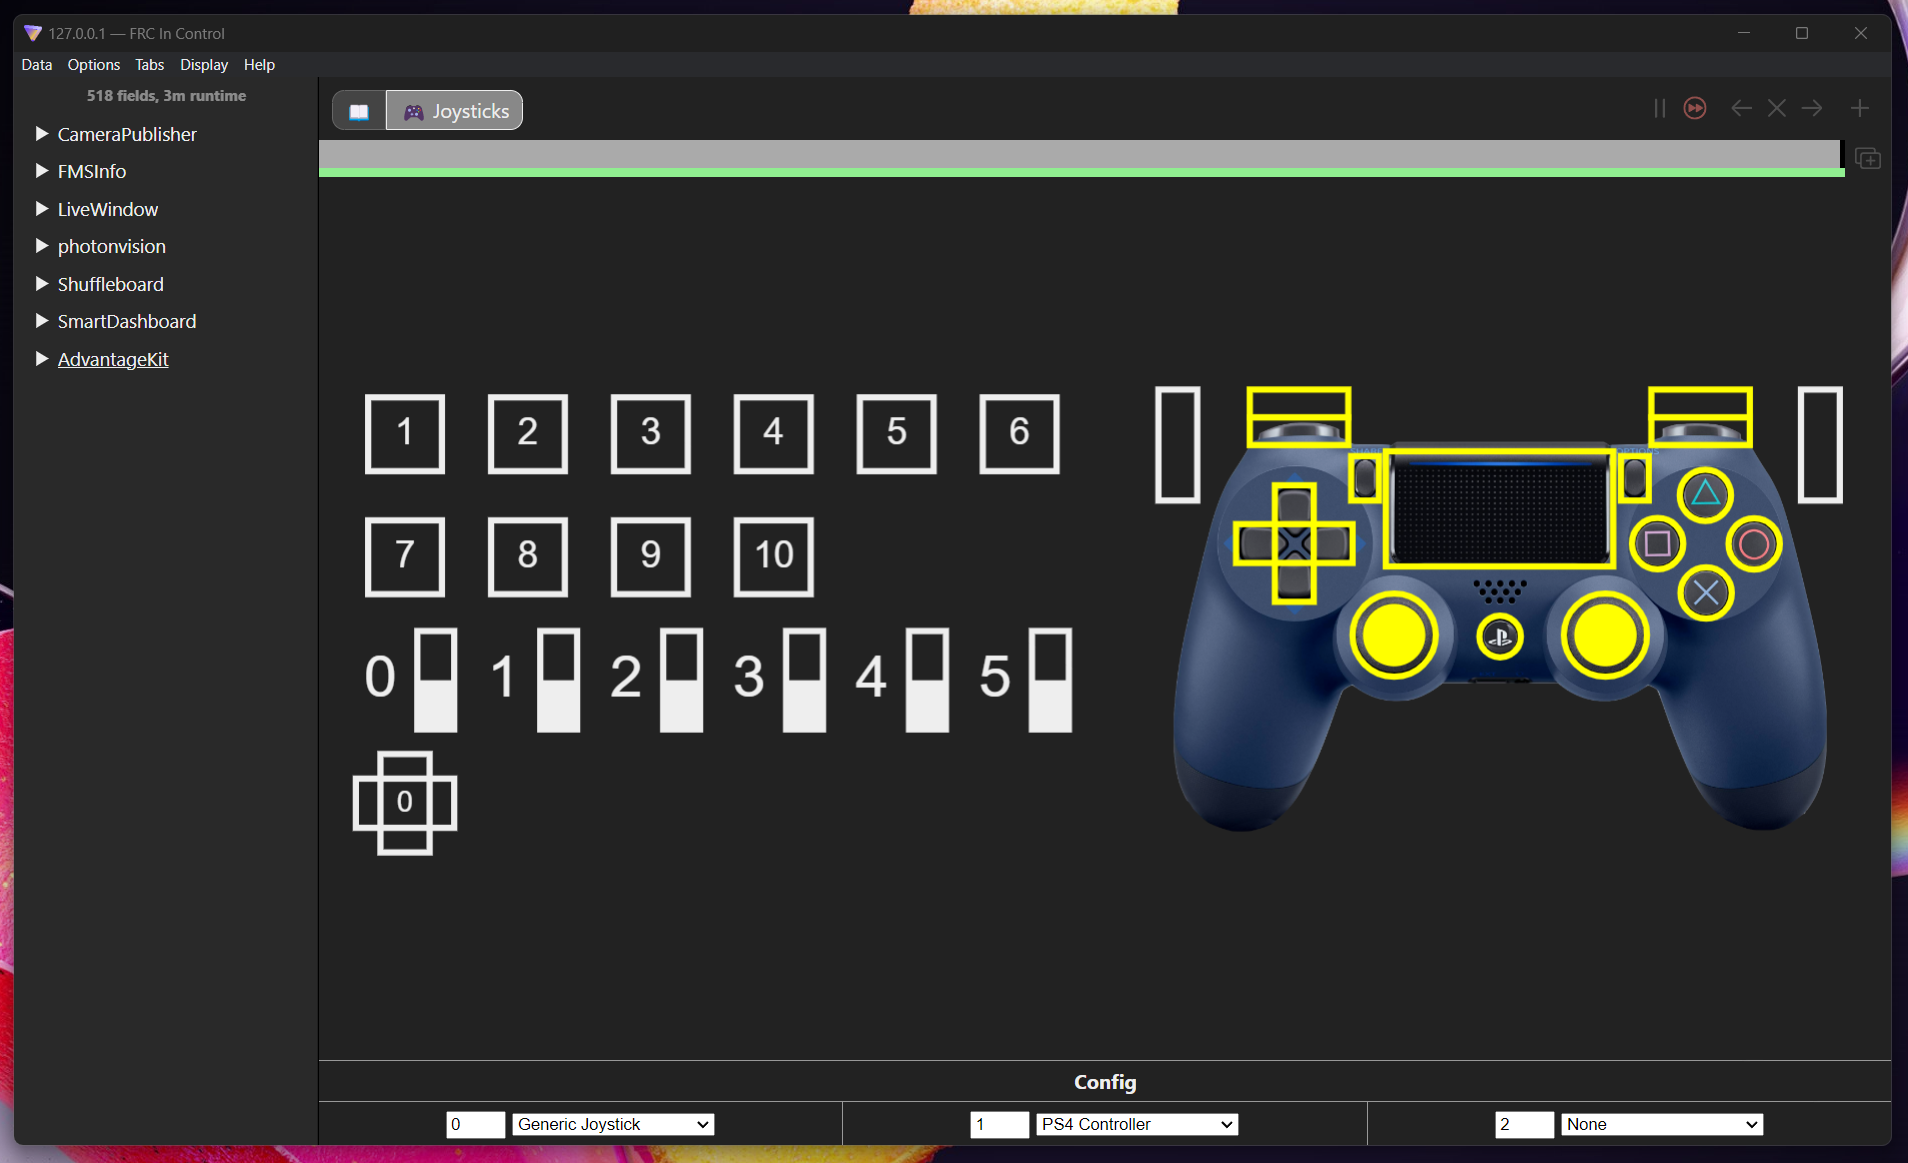 127.0.0.1 — FRC In Control
Data Options Tabs Display Help
518 fields, 3m runtime
CameraPublisher
FMSInfo
LiveWindow
photonvision
Shuffleboard
SmartDashboard
AdvantageKit
Joysticks
1 2 3 4 5 6
7 8 9 10
0 1 2 3 4 5
0
Config
0 Generic Joystick
1 PS4 Controller
2 None